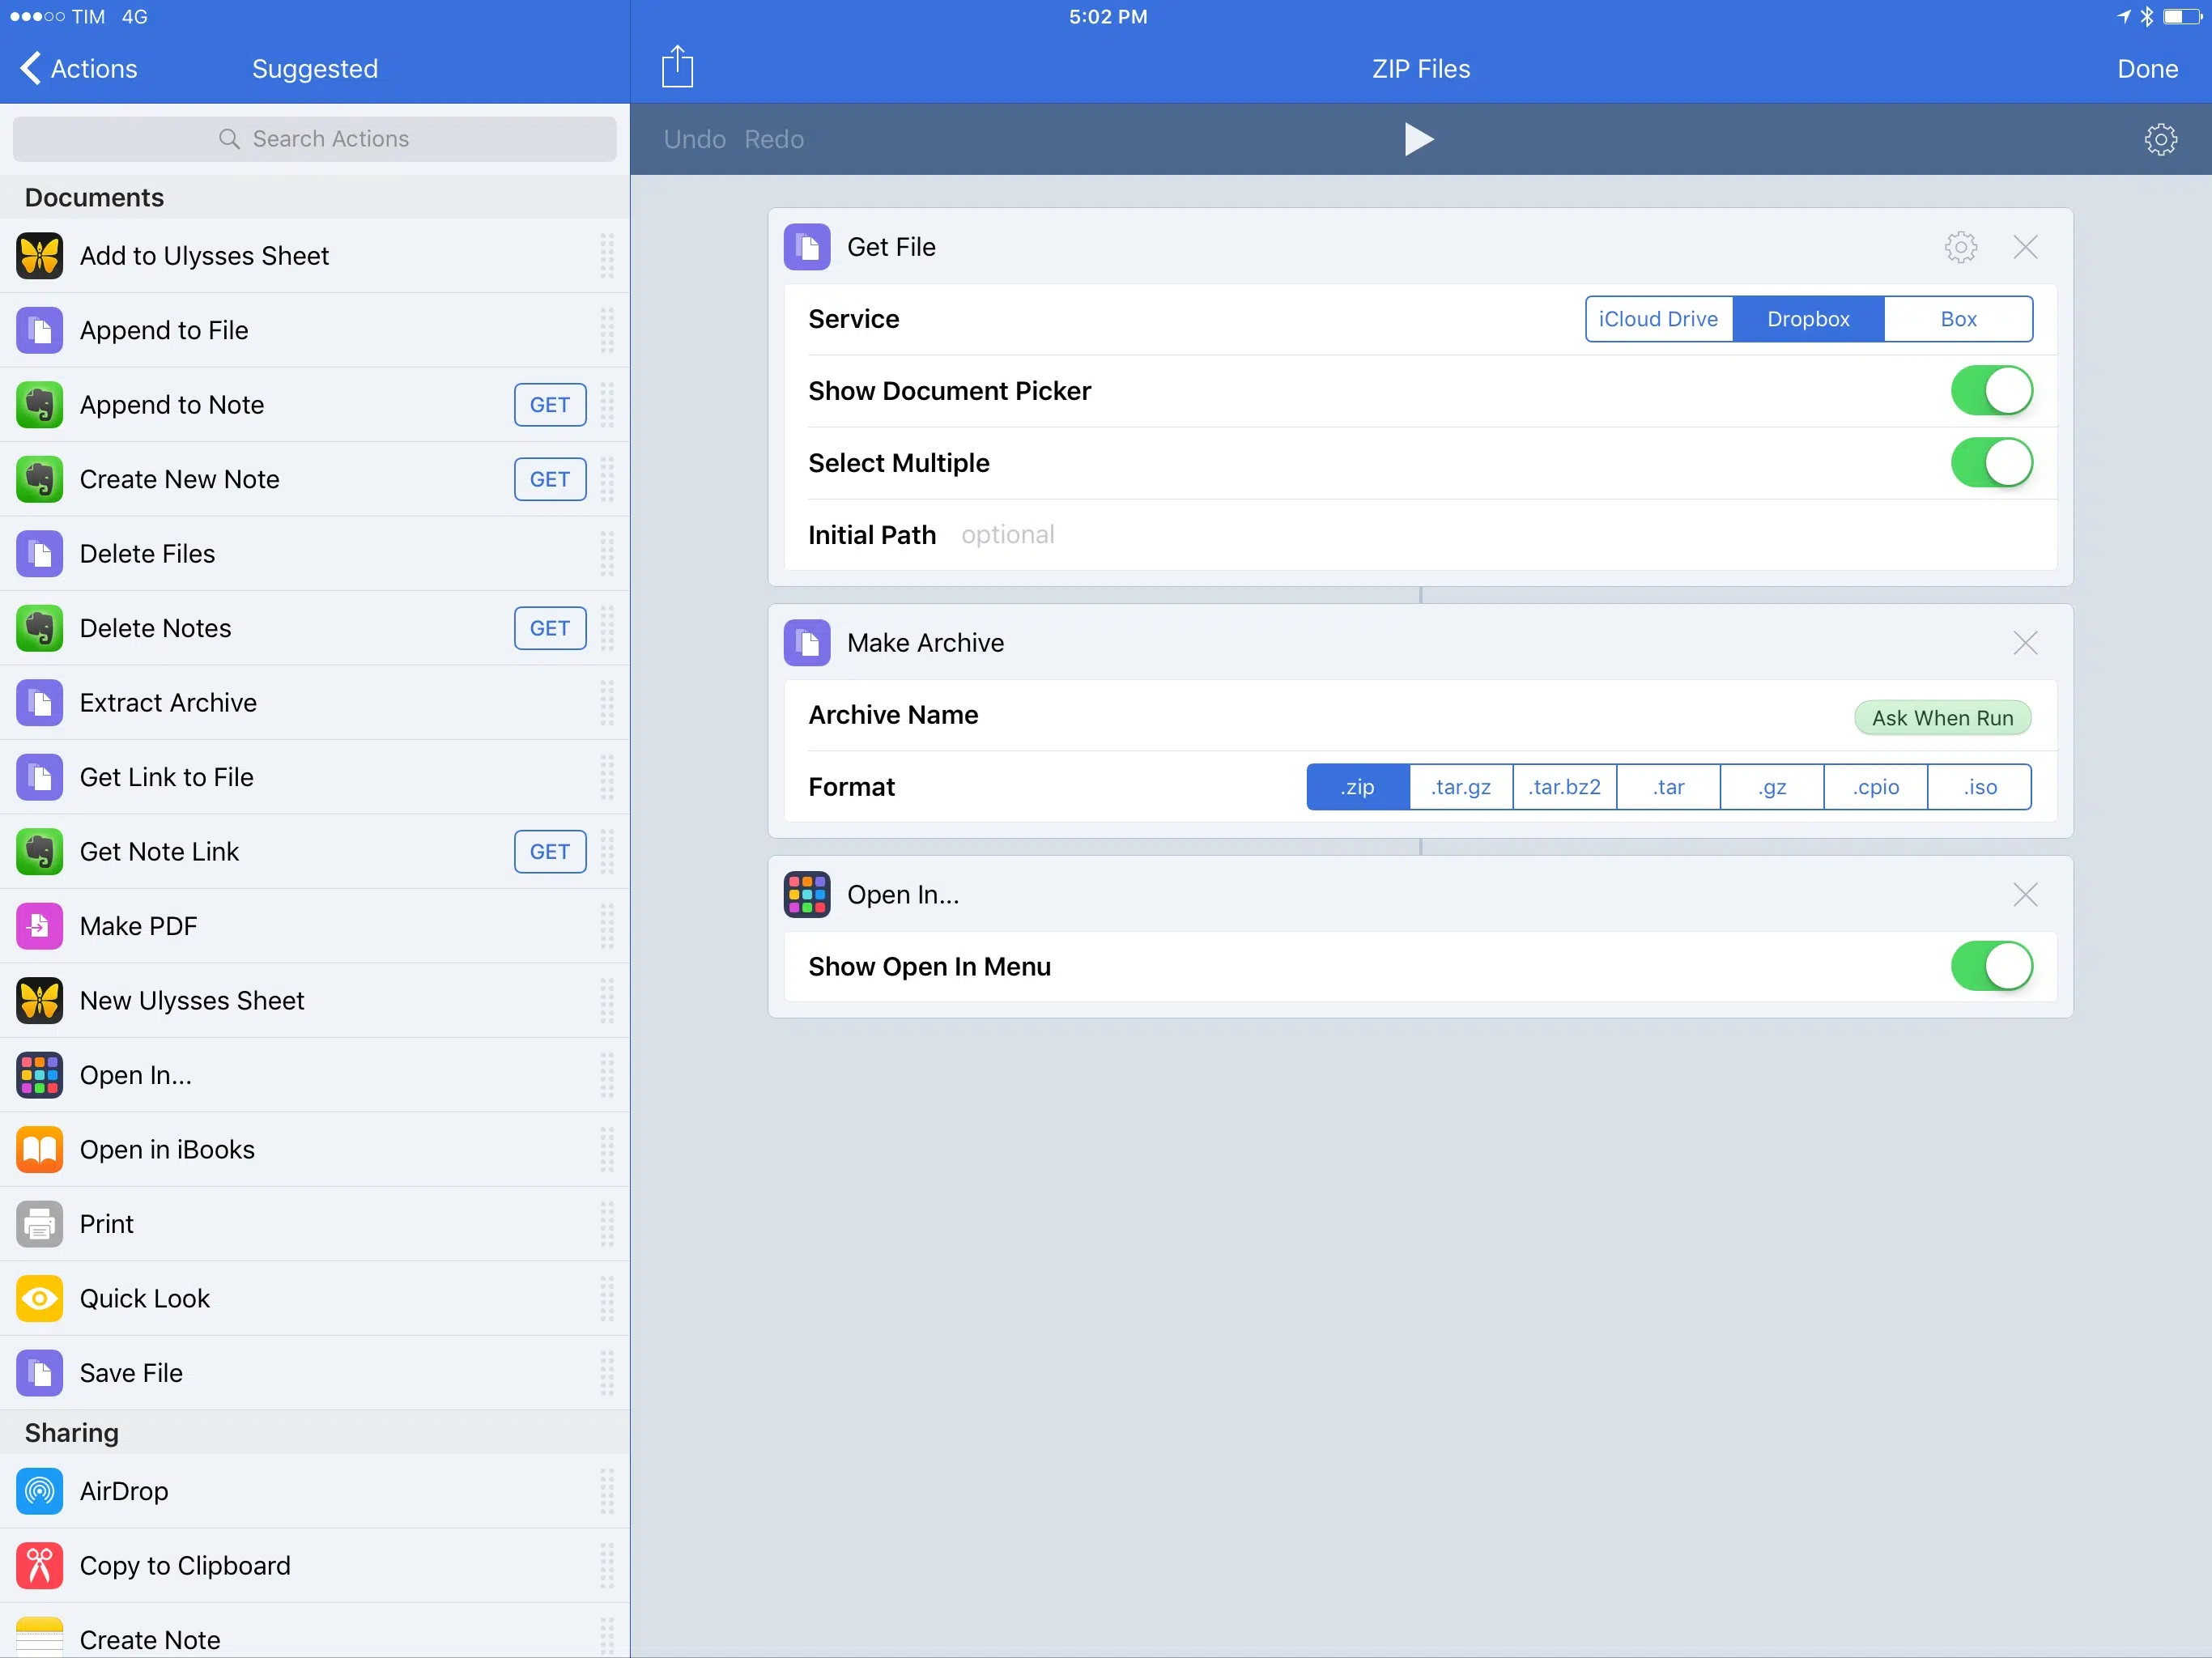 TIM 4G
5:02 PM
Actions
Suggested
ZIP Files
Done
Search Actions
Undo Redo
Documents
Add to Ulysses Sheet
Append to File
Append to Note GET
Create New Note GET
Delete Files
Delete Notes GET
Extract Archive
Get Link to File
Get Note Link GET
Make PDF
New Ulysses Sheet
Open In...
Open in iBooks
Print
Quick Look
Save File
Sharing
AirDrop
Copy to Clipboard
Create Note
Get File
Service iCloud Drive Dropbox Box
Show Document Picker
Select Multiple
Initial Path optional
Make Archive
Archive Name Ask When Run
Format .zip .tar.gz .tar.bz2 .tar .gz .cpio .iso
Open In...
Show Open In Menu